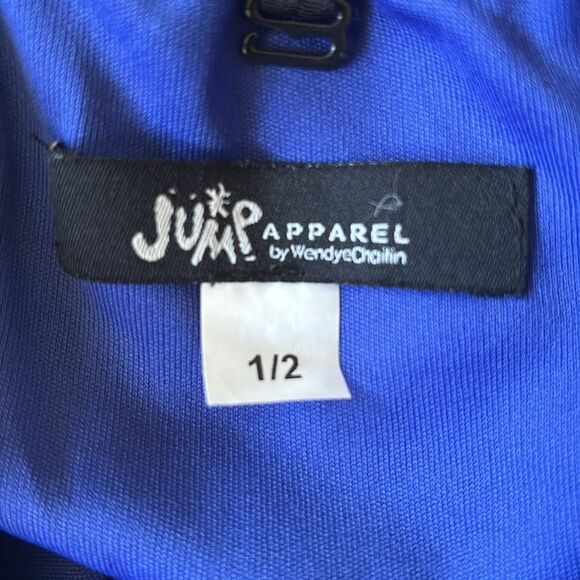 JUMP APPAREL
by WendyeChaitin
1/2